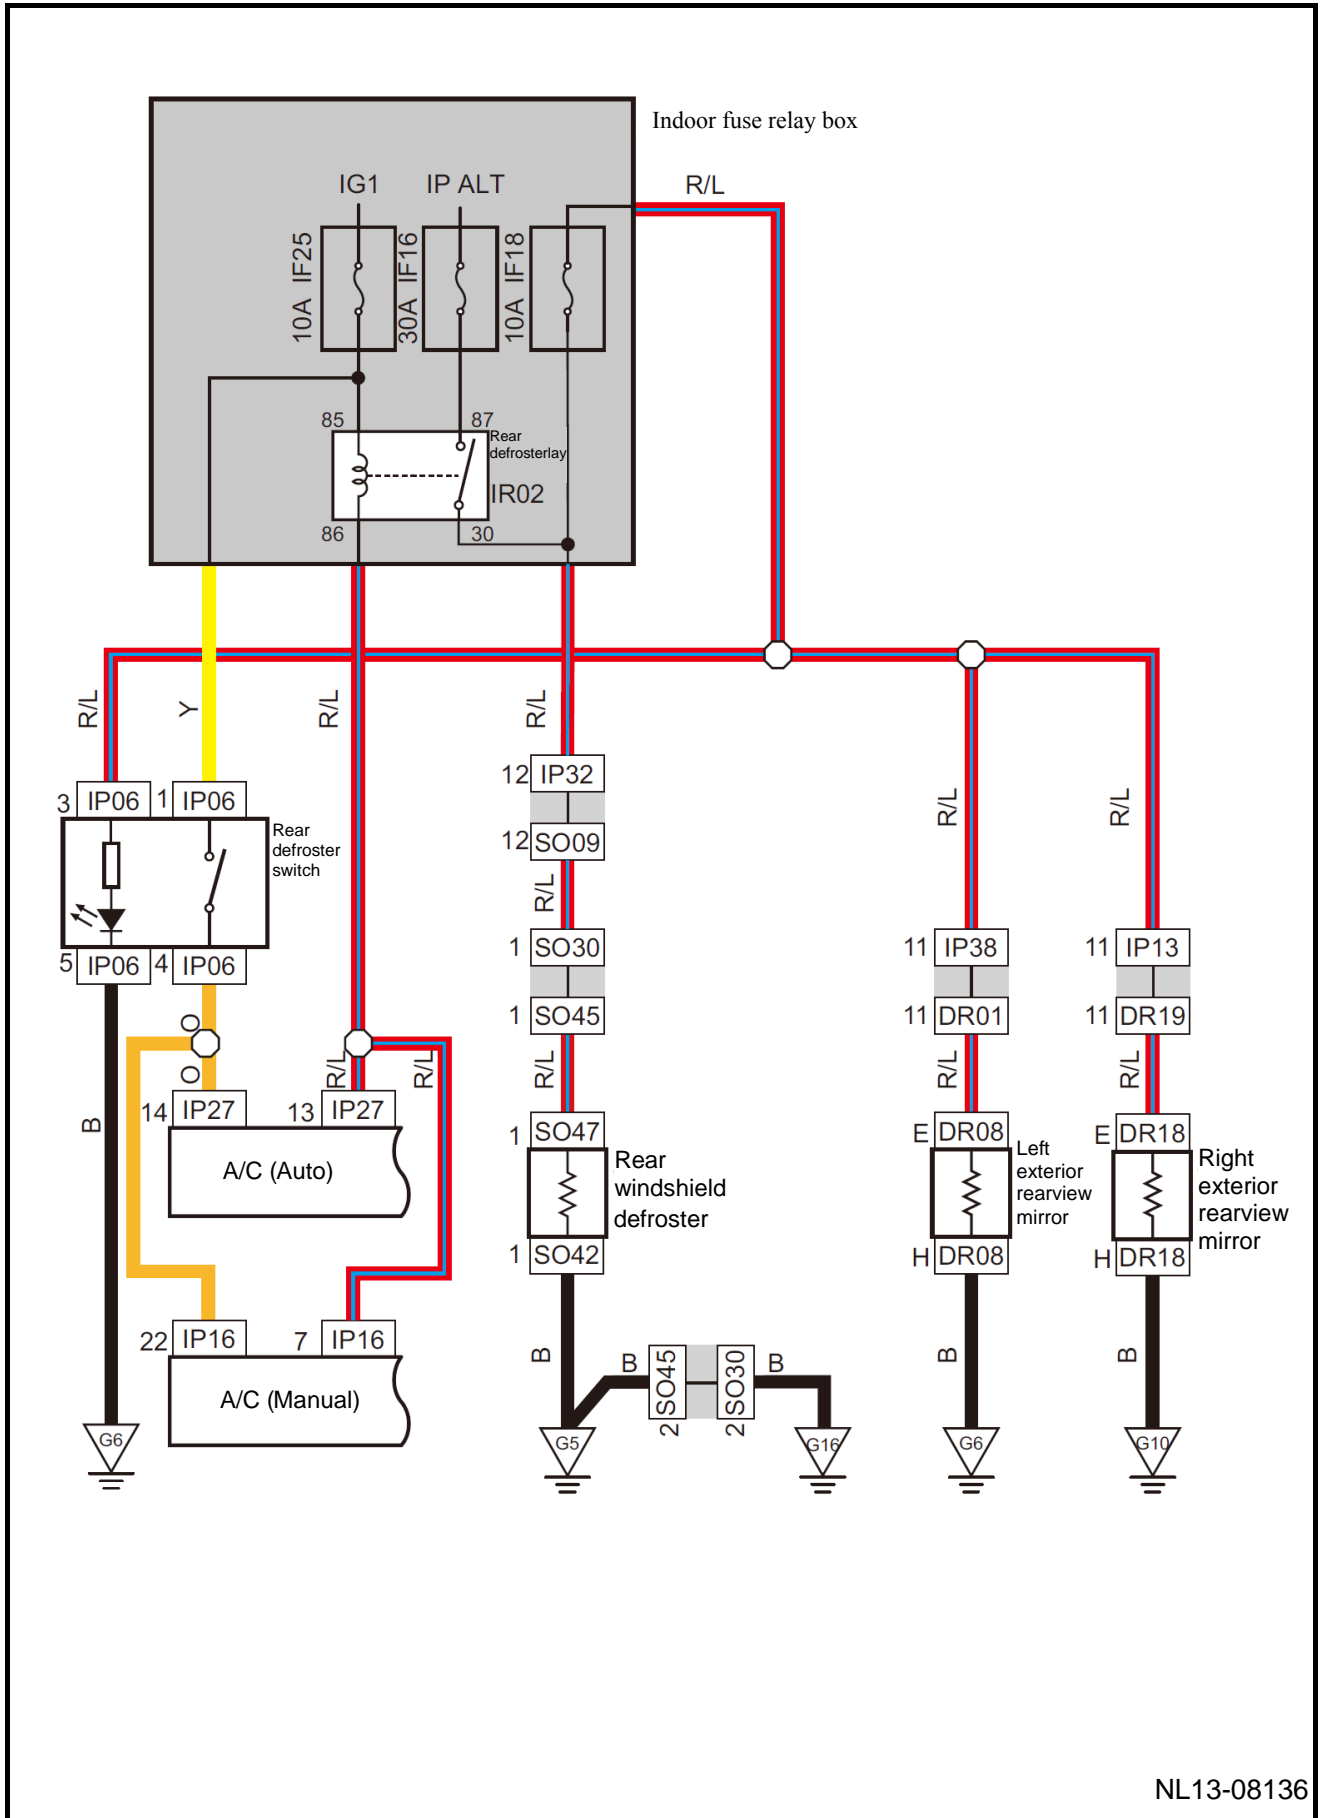 Indoor fuse relay box
R/L
IG1
IP ALT
10A IF25
30A IF16
10A IF18
85
87
Rear
defrosterlay
IR02
86
30
R/L
Y
R/L
R/L
R/L
R/L
3
IP06
1
IP06
Rear
defroster
switch
5
IP06
4
IP06
12
IP32
12
SO09
R/L
1
SO30
1
SO45
R/L
11
IP38
11
DR01
R/L
11
IP13
11
DR19
R/L
O
O
R/L
R/L
B
14
IP27
13
IP27
A/C (Auto)
1
SO47
Rear
windshield
defroster
1
SO42
E
DR08
Left
exterior
rearview
mirror
H
DR08
E
DR18
Right
exterior
rearview
mirror
H
DR18
22
IP16
7
IP16
A/C (Manual)
B
B
SO45
2
SO30
2
B
B
B
G6
G5
G16
G6
G10
NL13-08136